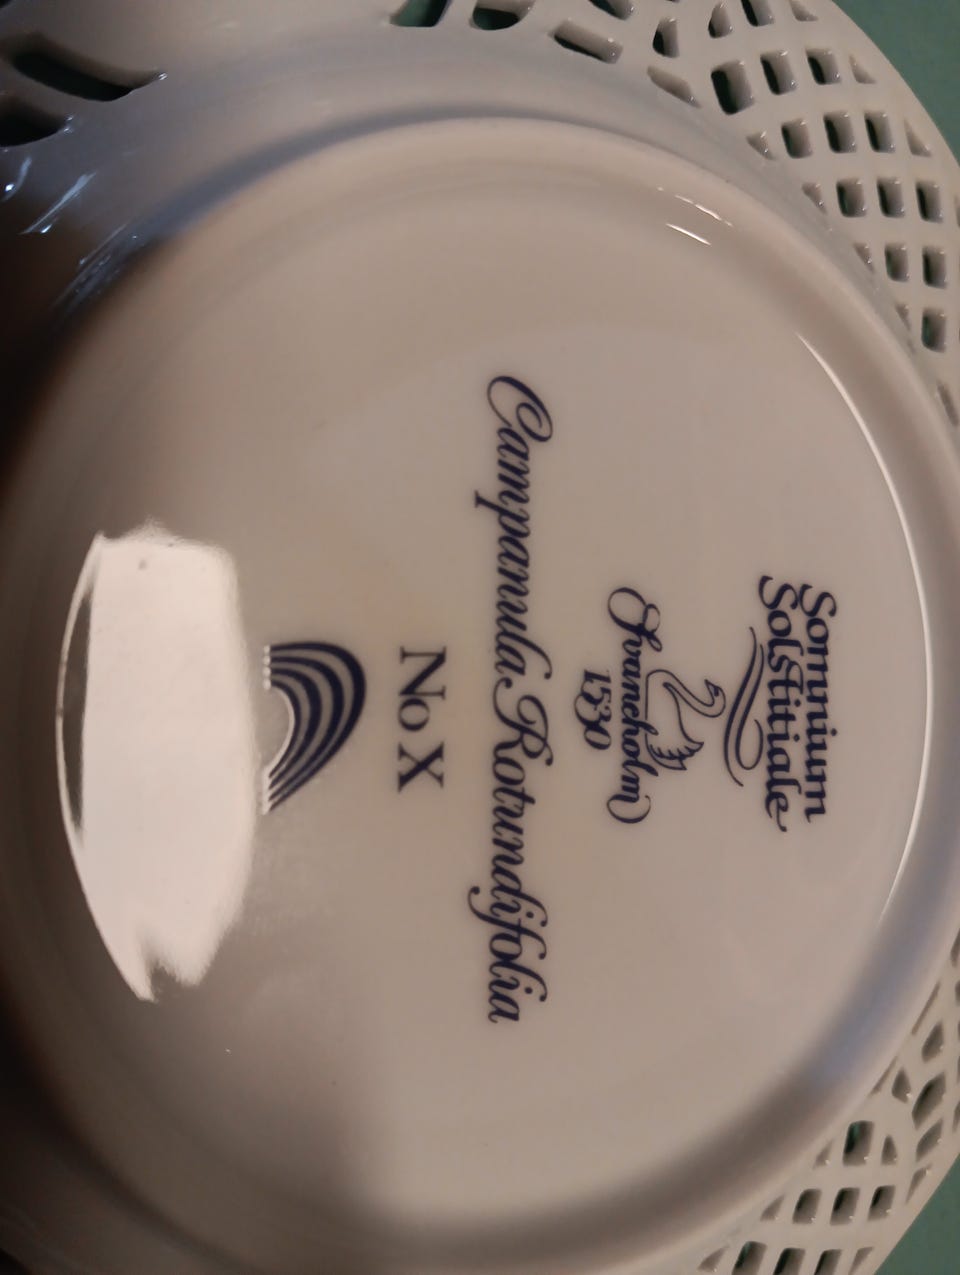 Somnium
Solstitiale
Svaneholm
1530
Campanula Rotundifolia
No X